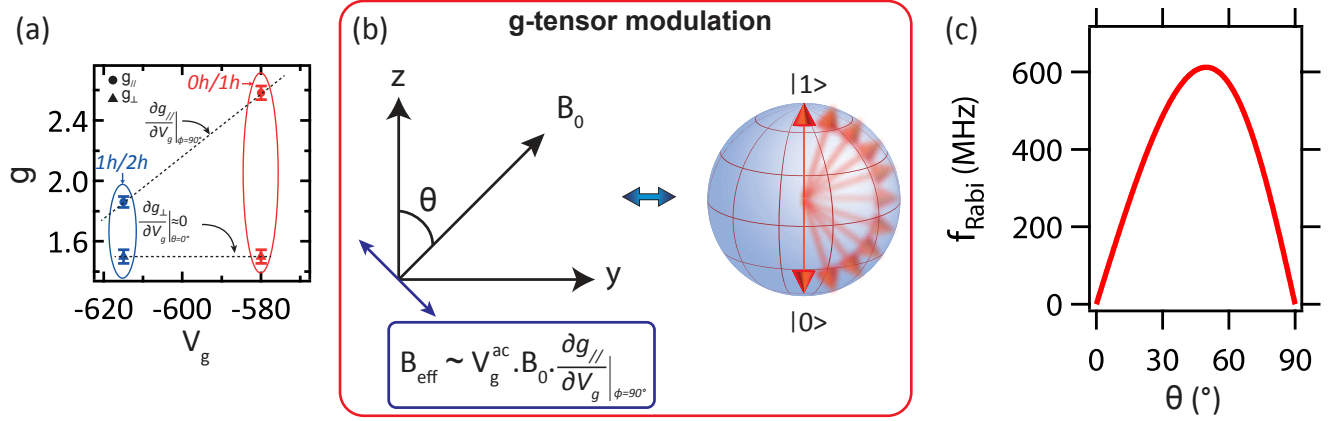 (a)
g//
g⊥
0h/1h→
∂g// / ∂Vg |ϕ=90°
1h/2h
∂g⊥ / ∂Vg |θ=0° ≈0
2.4
2.0
1.6
g
-620 -600 -580
Vg
(b)
g-tensor modulation
z
B0
θ
y
Beff ~ Vg^ac .B0. ∂g// / ∂Vg |ϕ=90°
|1>
|0>
(c)
600
400
200
0
fRabi (MHz)
0 30 60 90
θ (°)